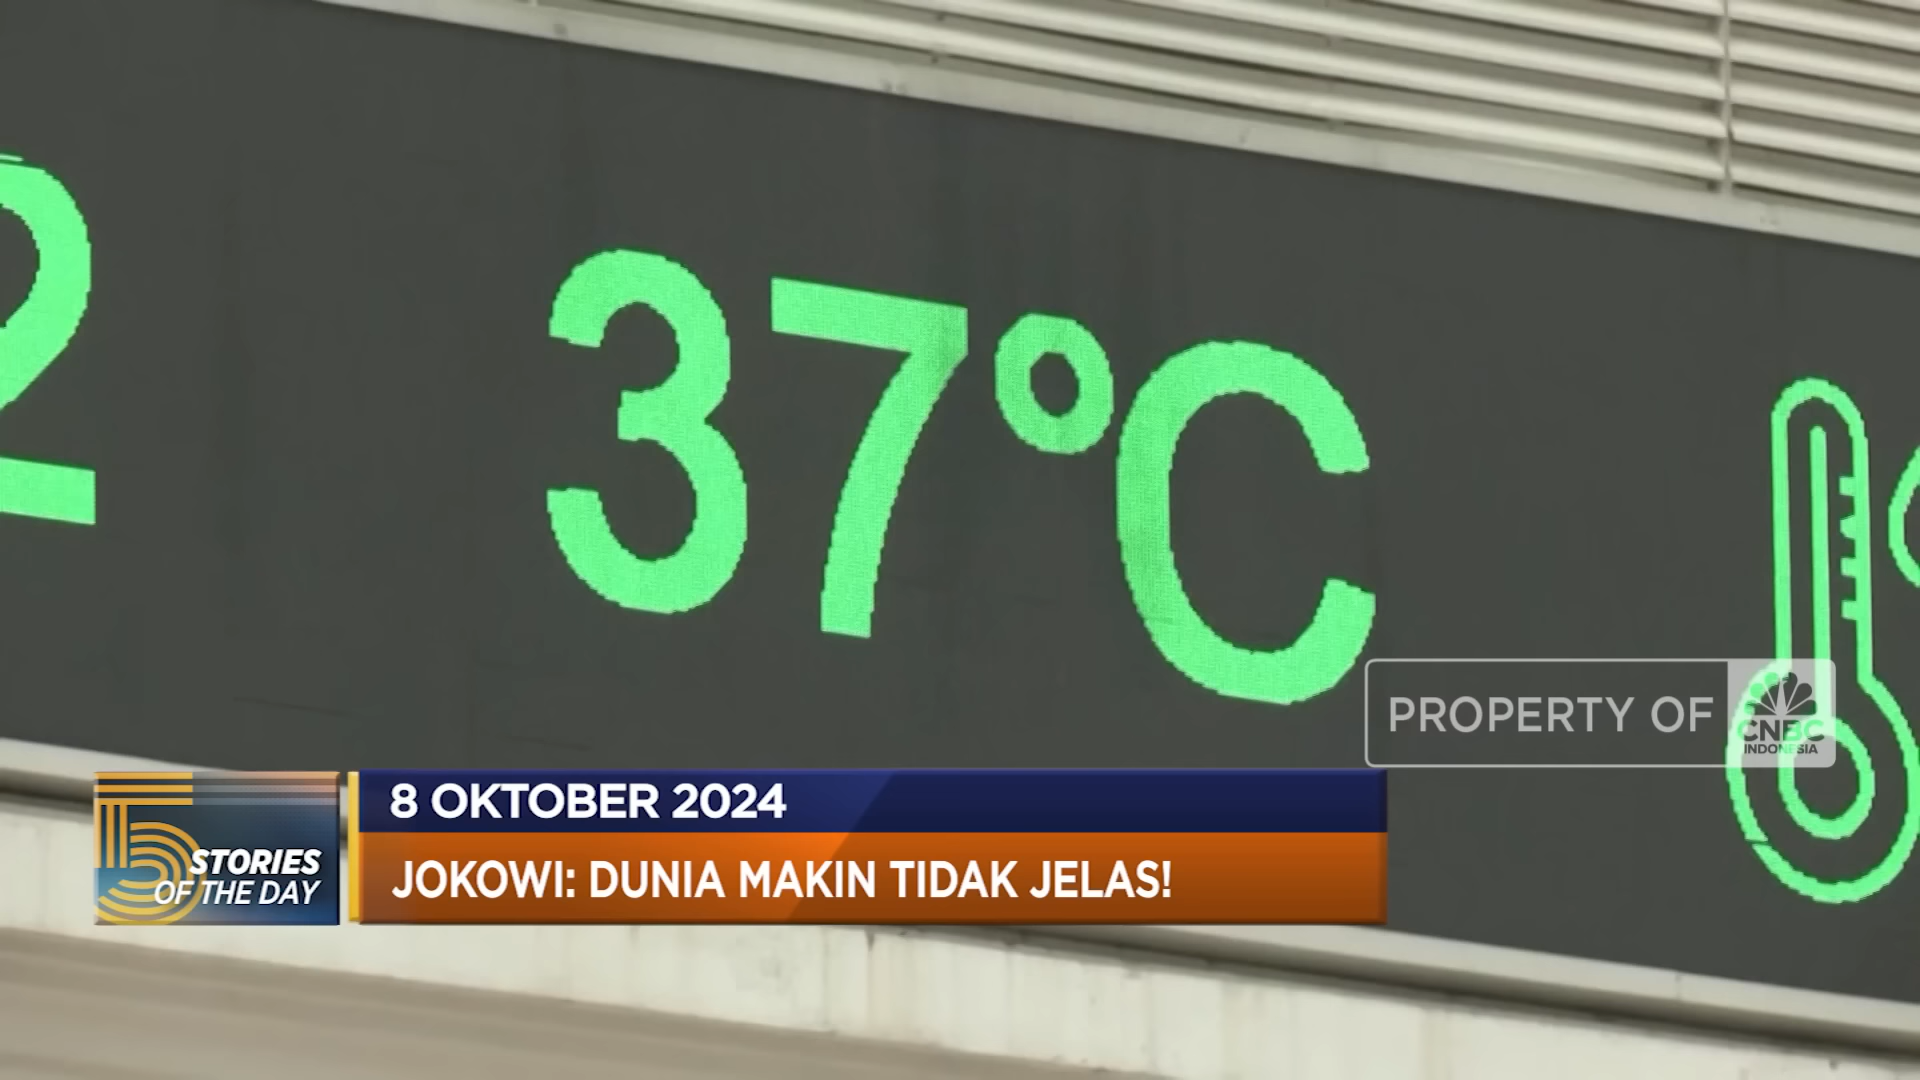 2
37°C
PROPERTY OF
CNBC
INDONESIA
8 OKTOBER 2024
5 STORIES
OF THE DAY
JOKOWI: DUNIA MAKIN TIDAK JELAS!